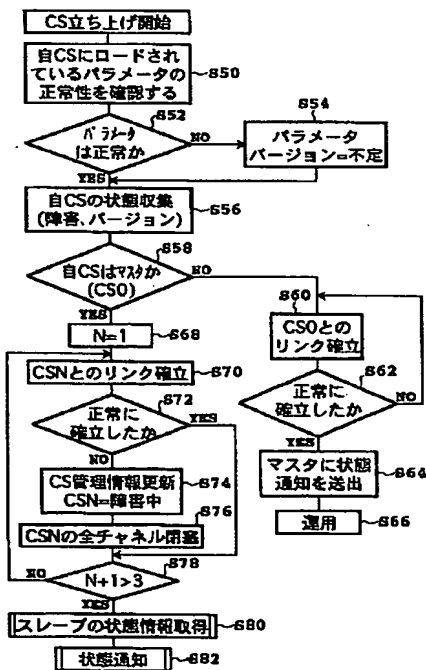 CS立ち上げ開始
自CSにロードされ
ているパラメータの
正常性を確認する
S50
S52
パラメータ
は正常か
NO
YES
S54
パラメータ
バージョン=不定
自CSの状態収集
(障害、バージョン)
S56
S58
自CSはマスタか
(CS0)
NO
YES
S60
CS0との
リンク確立
S62
正常に
確立したか
NO
YES
マスタに状態
通知を送出
S64
運用
S66
N=1
S68
CSNとのリンク確立
S70
S72
正常に
確立したか
YES
NO
CS管理情報更新
CSN=障害中
S74
S76
CSNの全チャネル閉塞
S78
N+1>3
NO
YES
スレーブの状態情報取得
S80
状態通知
S82